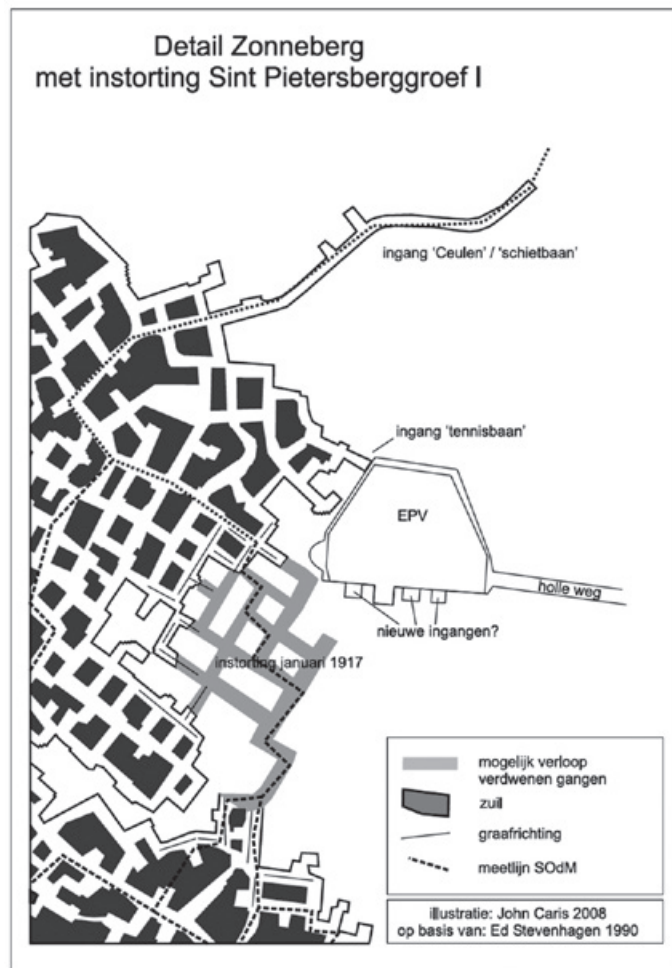 Detail Zonneberg
met instorting Sint Pietersberggroef I
ingang 'Ceulen' / 'schietbaan'
ingang 'tennisbaan'
EPV
holle weg
nieuwe ingangen?
instorting januari 1917
mogelijk verloop
verdwenen gangen
zuil
graafrichting
meetlijn SOdM
illustratie: John Caris 2008
op basis van: Ed Stevenhagen 1990